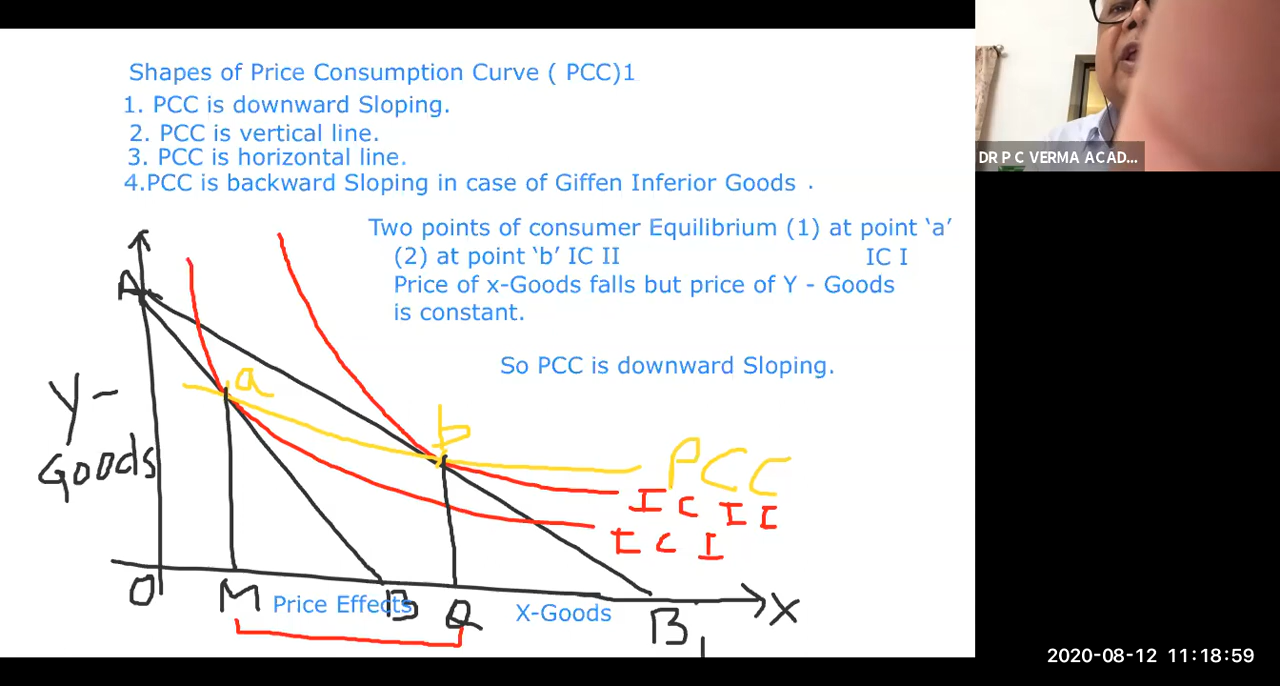 Shapes of Price Consumption Curve ( PCC)1
1. PCC is downward Sloping.
2. PCC is vertical line.
3. PCC is horizontal line.
4.PCC is backward Sloping in case of Giffen Inferior Goods .
DR P C VERMA ACAD...
Two points of consumer Equilibrium (1) at point ‘a’
(2) at point ‘b’ IC II IC I
Price of x-Goods falls but price of Y - Goods
is constant.
So PCC is downward Sloping.
A
a
Y-
Goods
b
PCC
IC II
IC I
O
M
Price Effects
B
Q
X-Goods
B1
X
2020-08-12 11:18:59